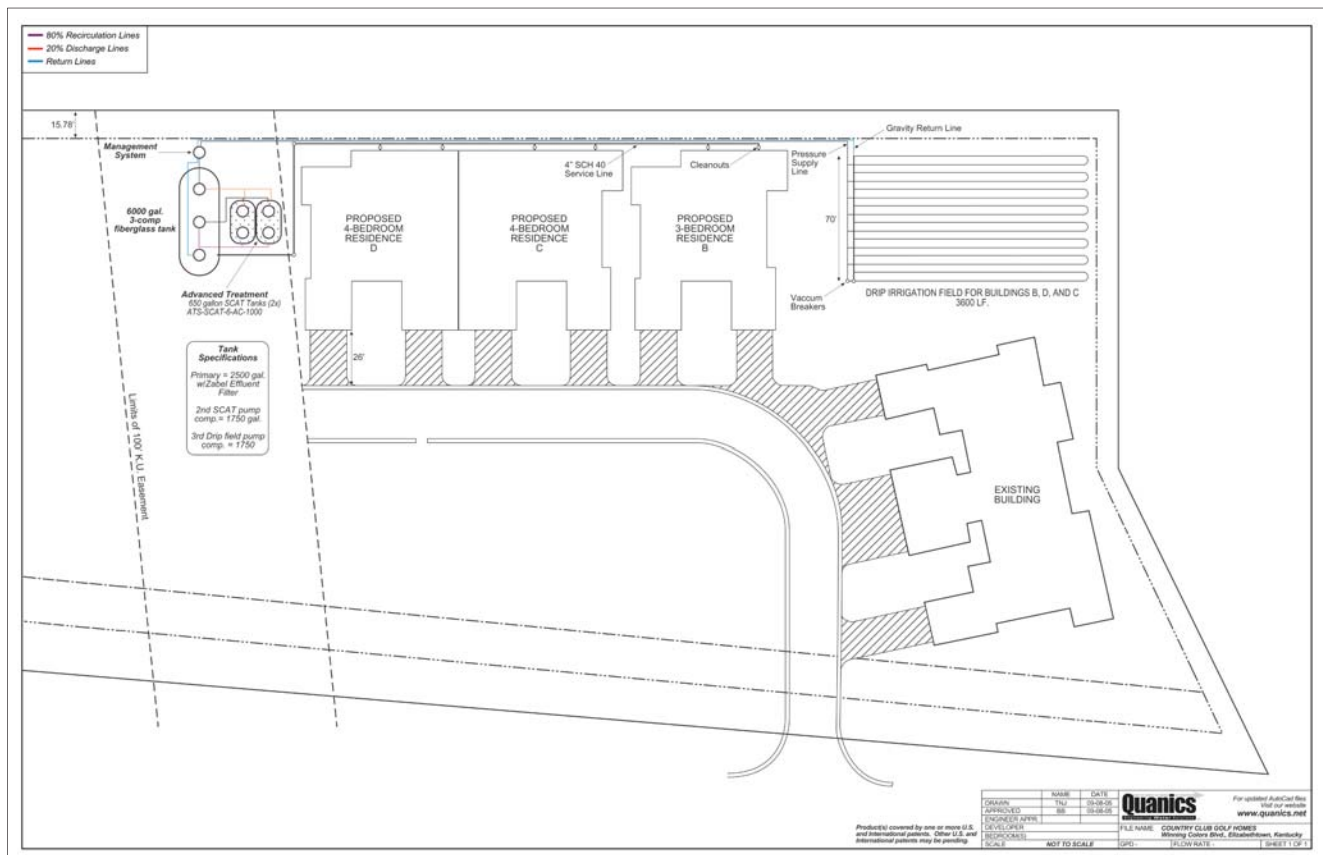 80% Recirculation Lines
20% Discharge Lines
Return Lines
15.78'
Management
System
6000 gal.
3-comp
fiberglass tank
Advanced Treatment
650 gallon SCAT Tanks (2x)
ATS-SCAT-6-AC-1000
Tank
Specifications
Primary = 2500 gal.
w/Zabel Effluent
Filter
2nd SCAT pump
comp.= 1750 gal.
3rd Drip field pump
comp. = 1750
Limits of 100' K.U. Easement
PROPOSED
4-BEDROOM
RESIDENCE
D
PROPOSED
4-BEDROOM
RESIDENCE
C
PROPOSED
3-BEDROOM
RESIDENCE
B
26'
4" SCH 40
Service Line
Cleanouts
Gravity Return Line
Pressure
Supply
Line
70'
Vaccum
Breakers
DRIP IRRIGATION FIELD FOR BUILDINGS B, D, AND C
3600 LF.
EXISTING
BUILDING
Product(s) covered by one or more U.S.
and International patents. Other U.S. and
International patents may be pending.
NAME DATE
DRAWN TNJ 09-08-05
APPROVED BB 09-08-05
ENGINEER APPR.
DEVELOPER
BEDROOM(S)
SCALE NOT TO SCALE
Quanics
For updated AutoCad files
Visit our website
www.quanics.net
FILE NAME COUNTRY CLUB GOLF HOMES
Winning Colors Blvd., Elizabethtown, Kentucky
GPD - FLOW RATE - SHEET 1 OF 1